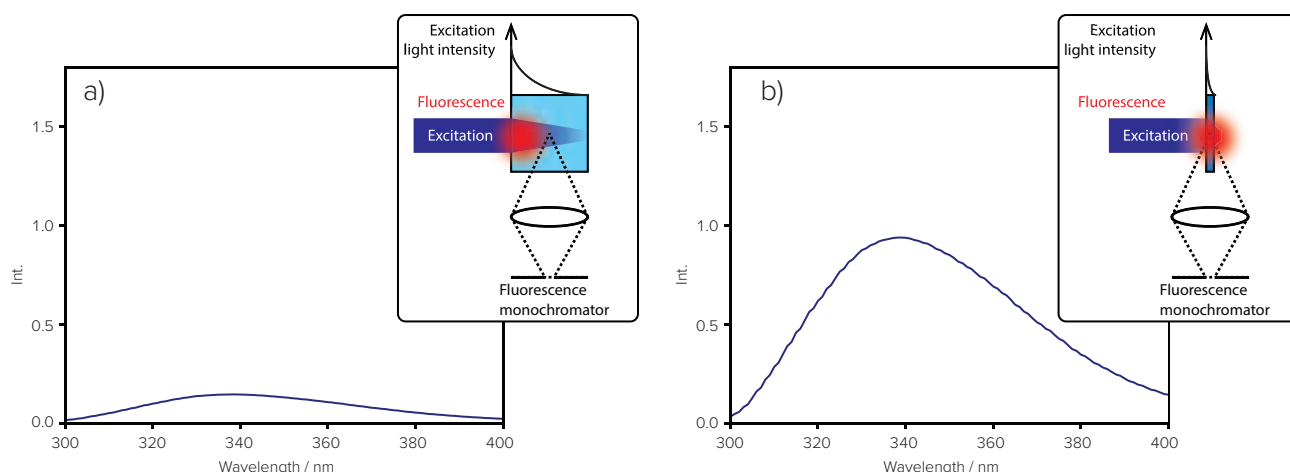 a)
Excitation
light intensity
Fluorescence
Excitation
Fluorescence
monochromator
Int.
1.5
1.0
0.5
0.0
300
320
340
360
380
400
Wavelength / nm
b)
Excitation
light intensity
Fluorescence
Excitation
Fluorescence
monochromator
Int.
1.5
1.0
0.5
0.0
300
320
340
360
380
400
Wavelength / nm